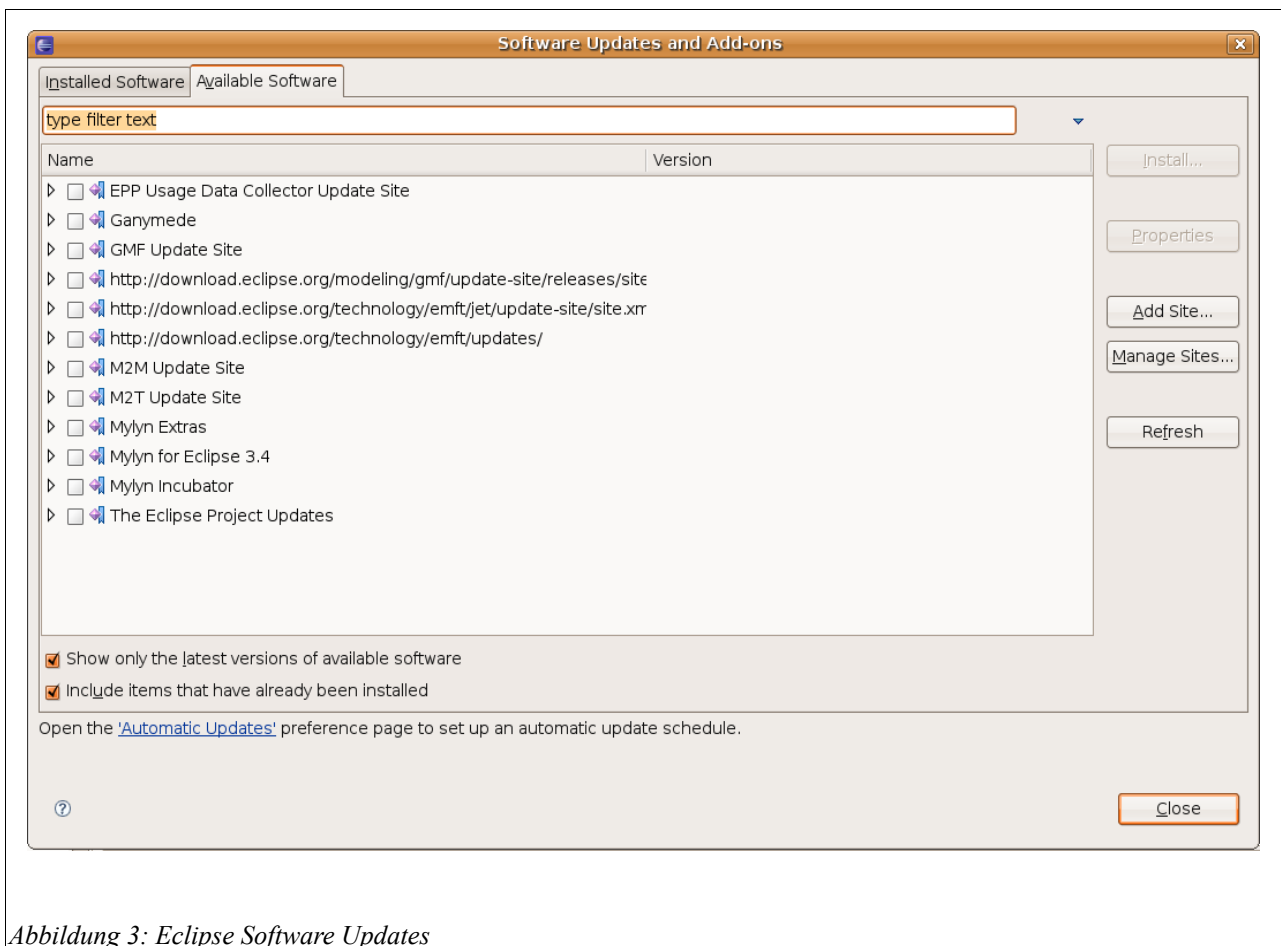 Software Updates and Add-ons
Installed Software Available Software
type filter text
Name Version
Install...
EPP Usage Data Collector Update Site
Ganymede
Properties
GMF Update Site
http://download.eclipse.org/modeling/gmf/update-site/releases/site
http://download.eclipse.org/technology/emft/jet/update-site/site.xm
Add Site...
http://download.eclipse.org/technology/emft/updates/
Manage Sites...
M2M Update Site
M2T Update Site
Mylyn Extras
Refresh
Mylyn for Eclipse 3.4
Mylyn Incubator
The Eclipse Project Updates
Show only the latest versions of available software
Include items that have already been installed
Open the 'Automatic Updates' preference page to set up an automatic update schedule.
?
Close
Abbildung 3: Eclipse Software Updates